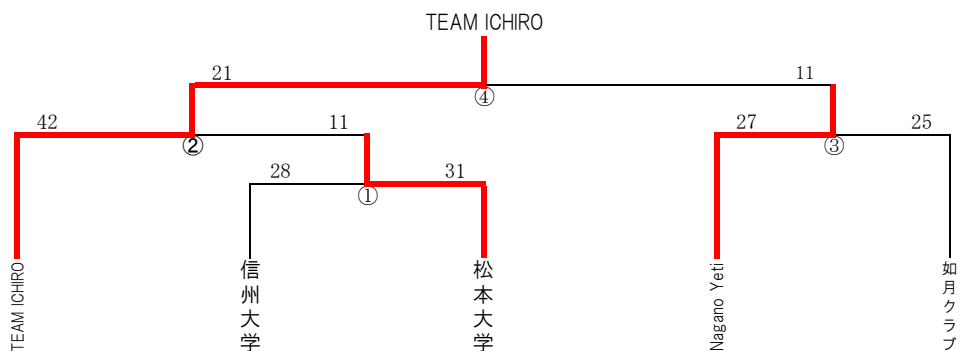 TEAM ICHIRO
21
11
④
42
11
27
25
②
③
28
31
①
TEAM ICHIRO
信州大学
松本大学
Nagano Yeti
如月クラブ